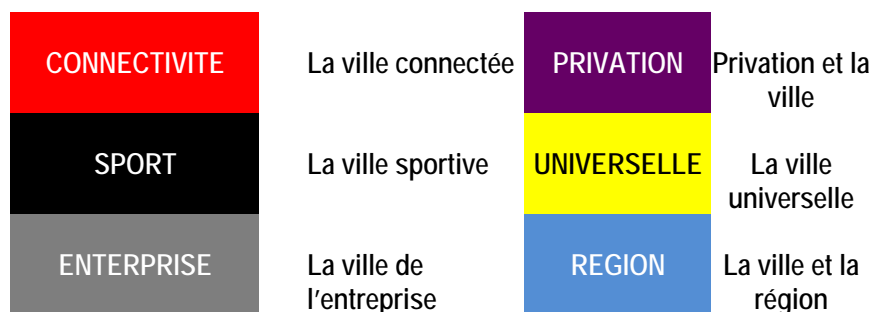 CONNECTIVITE
La ville connectée
PRIVATION
Privation et la
ville
SPORT
La ville sportive
UNIVERSELLE
La ville
universelle
ENTERPRISE
La ville de
l'entreprise
REGION
La ville et la
région